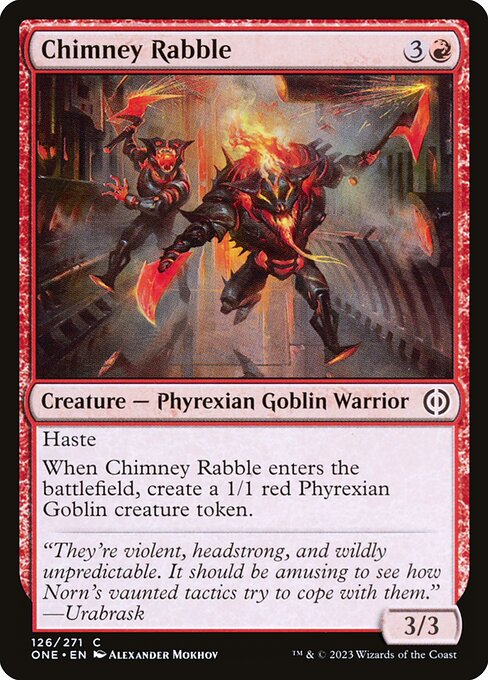 Chimney Rabble 3
Creature — Phyrexian Goblin Warrior
Haste
When Chimney Rabble enters the
battlefield, create a 1/1 red Phyrexian
Goblin creature token.
“They’re violent, headstrong, and wildly
unpredictable. It should be amusing to see how
Norn’s vaunted tactics try to cope with them.”
—Urabrask
3/3
126/271 C
ONE • EN Alexander Mokhov
™ & © 2023 Wizards of the Coast